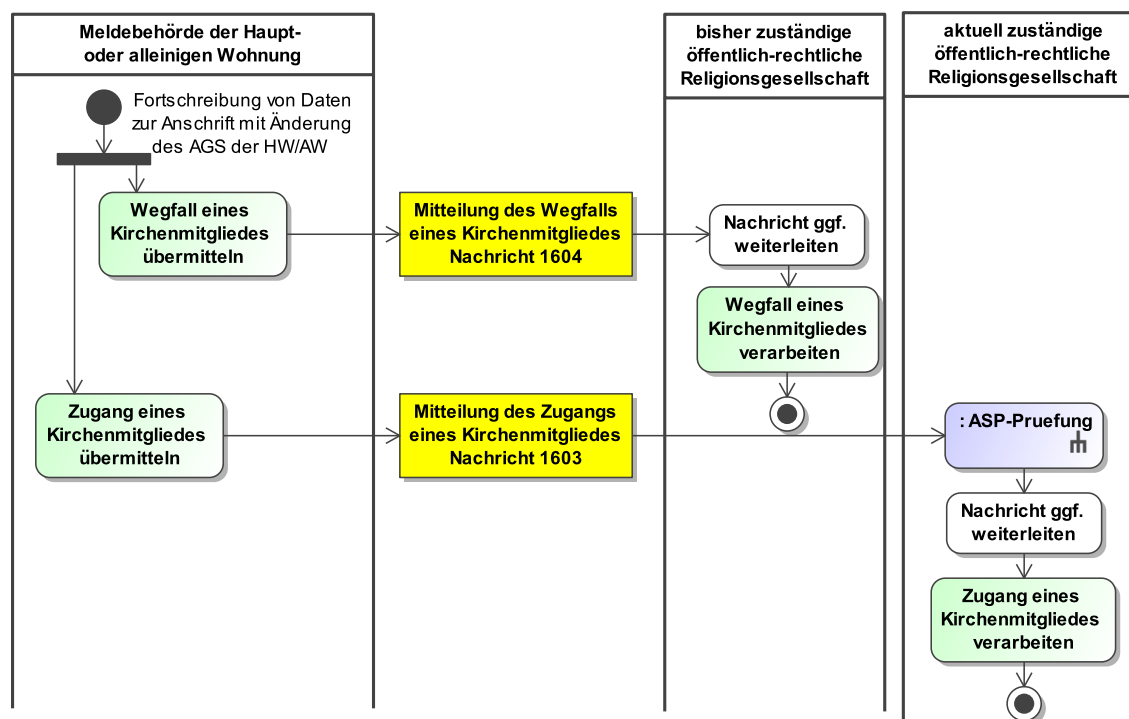 Meldebehörde der Haupt-
oder alleinigen Wohnung
bisher zuständige
öffentlich-rechtliche
Religionsgesellschaft
aktuell zuständige
öffentlich-rechtliche
Religionsgesellschaft
Fortschreibung von Daten
zur Anschrift mit Änderung
des AGS der HW/AW
Wegfall eines
Kirchenmitgliedes
übermitteln
Mitteilung des Wegfalls
eines Kirchenmitgliedes
Nachricht 1604
Nachricht ggf.
weiterleiten
Wegfall eines
Kirchenmitgliedes
verarbeiten
Zugang eines
Kirchenmitgliedes
übermitteln
Mitteilung des Zugangs
eines Kirchenmitgliedes
Nachricht 1603
: ASP-Pruefung
Nachricht ggf.
weiterleiten
Zugang eines
Kirchenmitgliedes
verarbeiten